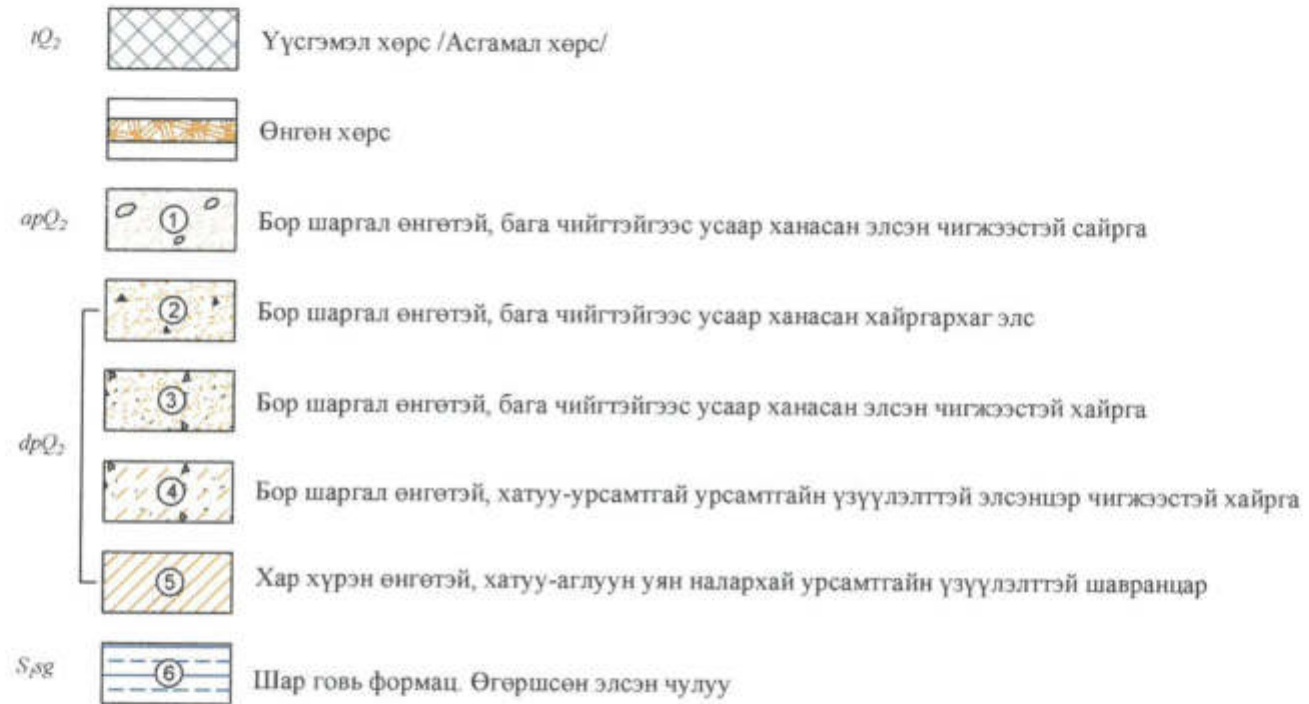 tQ₂ Үүсгэмэл хөрс /Асгамал хөрс/
Өнгөн хөрс
apQ₂ 1 Бор шаргал өнгөтэй, бага чийгтэйгээс усаар ханасан элсэн чигжээстэй сайрга
2 Бор шаргал өнгөтэй, бага чийгтэйгээс усаар ханасан хайргархаг элс
3 Бор шаргал өнгөтэй, бага чийгтэйгээс усаар ханасан элсэн чигжээстэй хайрга
dpQ₂
4 Бор шаргал өнгөтэй, хатуу-урсамтгай урсамтгайн үзүүлэлттэй элсэнцэр чигжээстэй хайрга
5 Хар хүрэн өнгөтэй, хатуу-аглуун уян налархай урсамтгайн үзүүлэлттэй шавранцар
S₁sg 6 Шар говь формац. Өгөршсөн элсэн чулуу